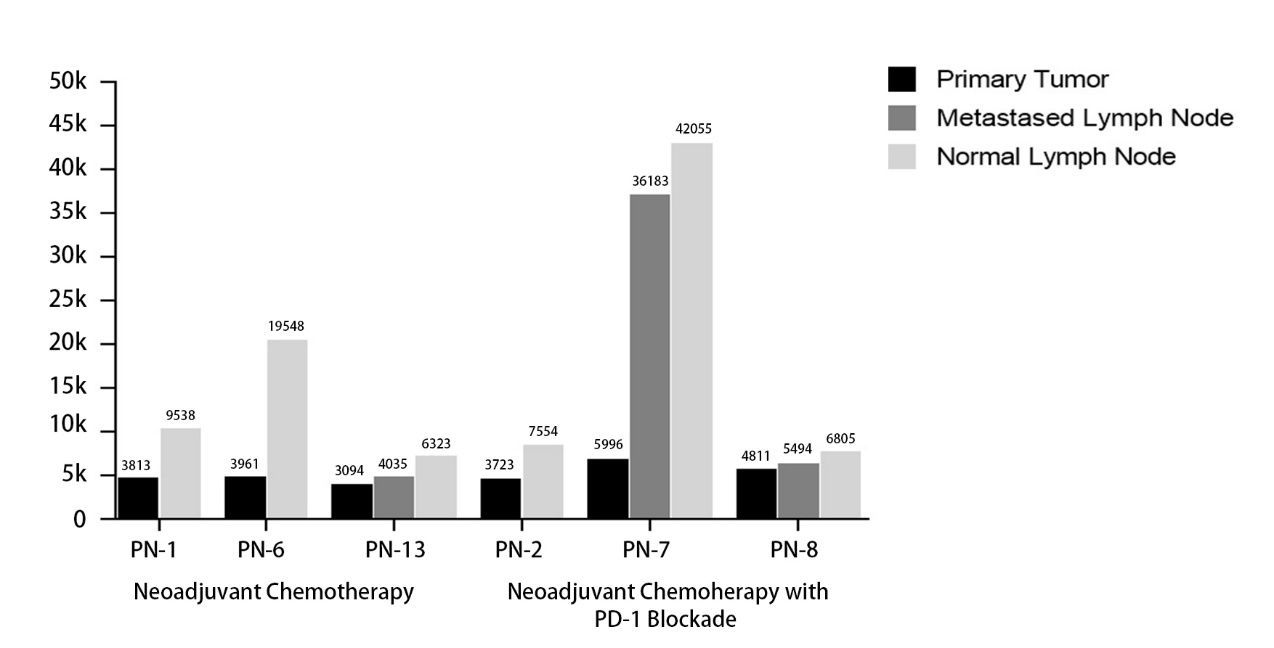 Primary Tumor
Metastased Lymph Node
Normal Lymph Node
50k
45k
40k
35k
30k
25k
20k
15k
10k
5k
0
3813
9538
3961
19548
3094
4035
6323
3723
7554
5996
36183
42055
4811
5494
6805
PN-1 PN-6 PN-13 PN-2 PN-7 PN-8
Neoadjuvant Chemotherapy
Neoadjuvant Chemoherapy with
PD-1 Blockade